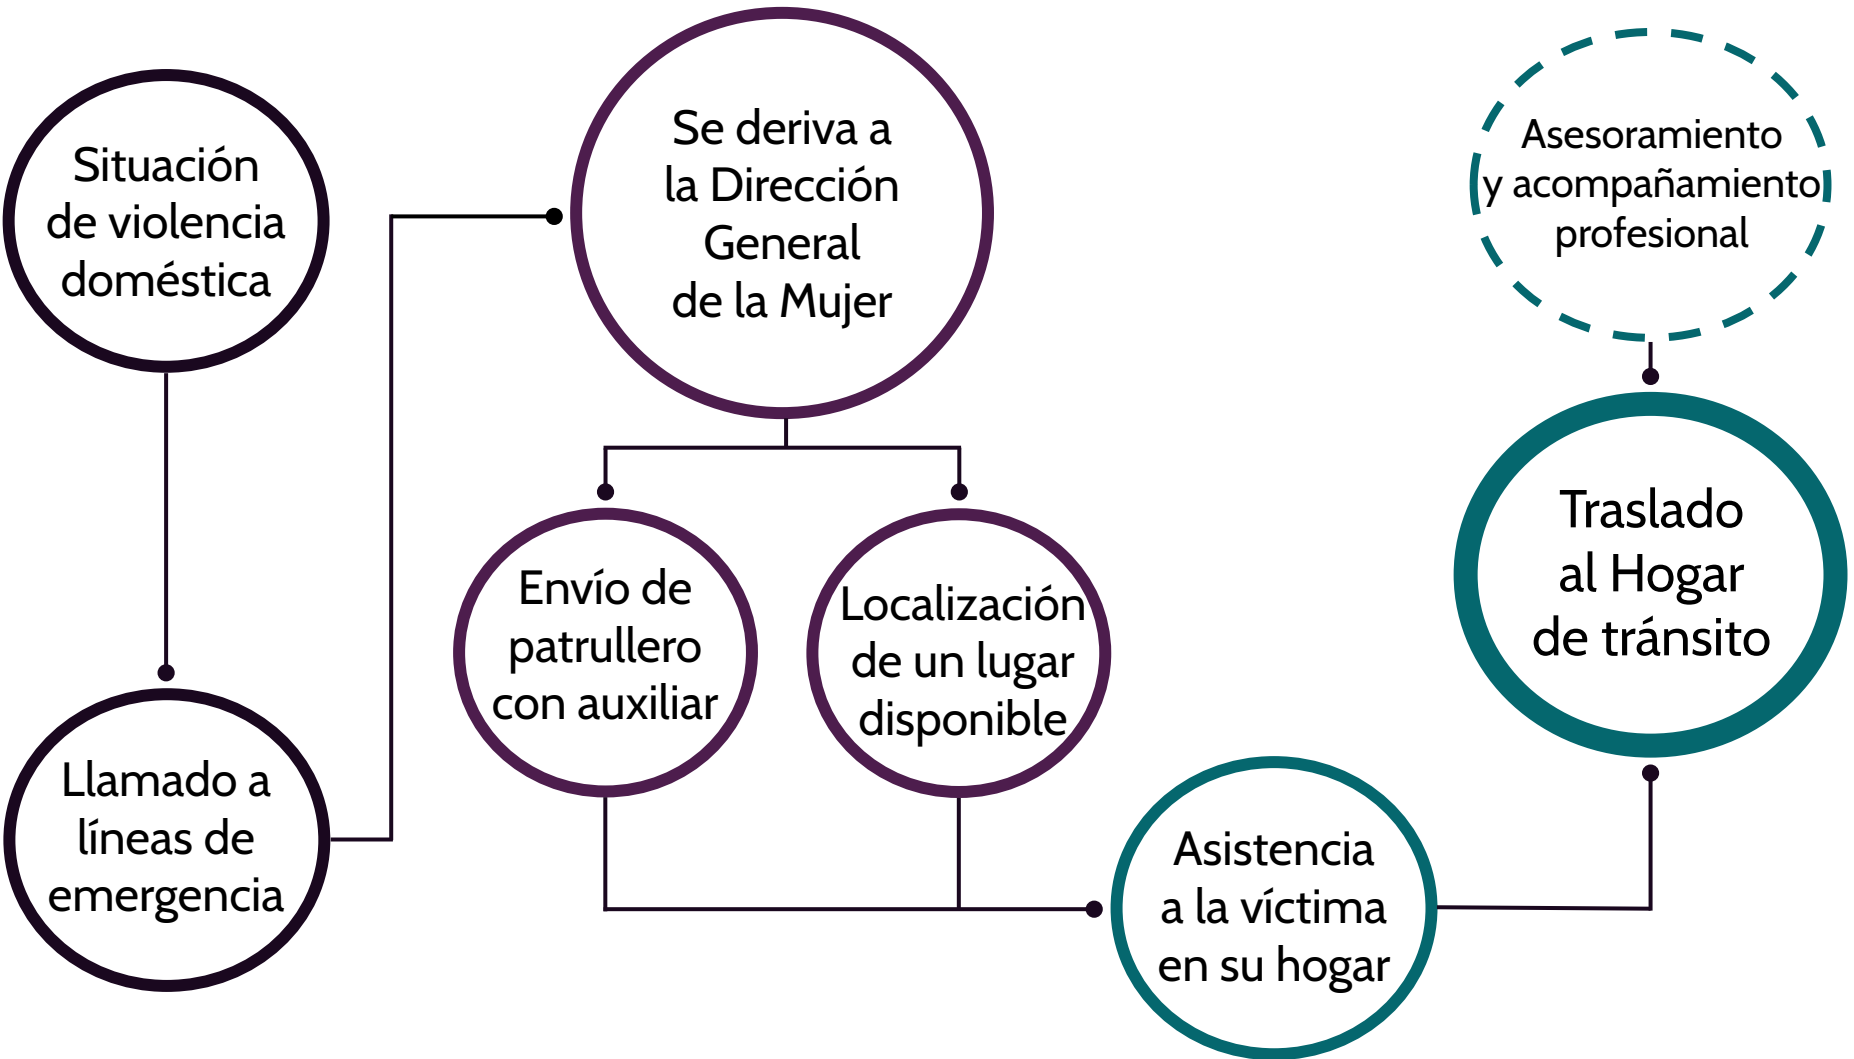 Situación
de violencia
doméstica
Llamado a
líneas de
emergencia
Se deriva a
la Dirección
General
de la Mujer
Envío de
patrullero
con auxiliar
Localización
de un lugar
disponible
Asistencia
a la víctima
en su hogar
Traslado
al Hogar
de tránsito
Asesoramiento
y acompañamiento
profesional